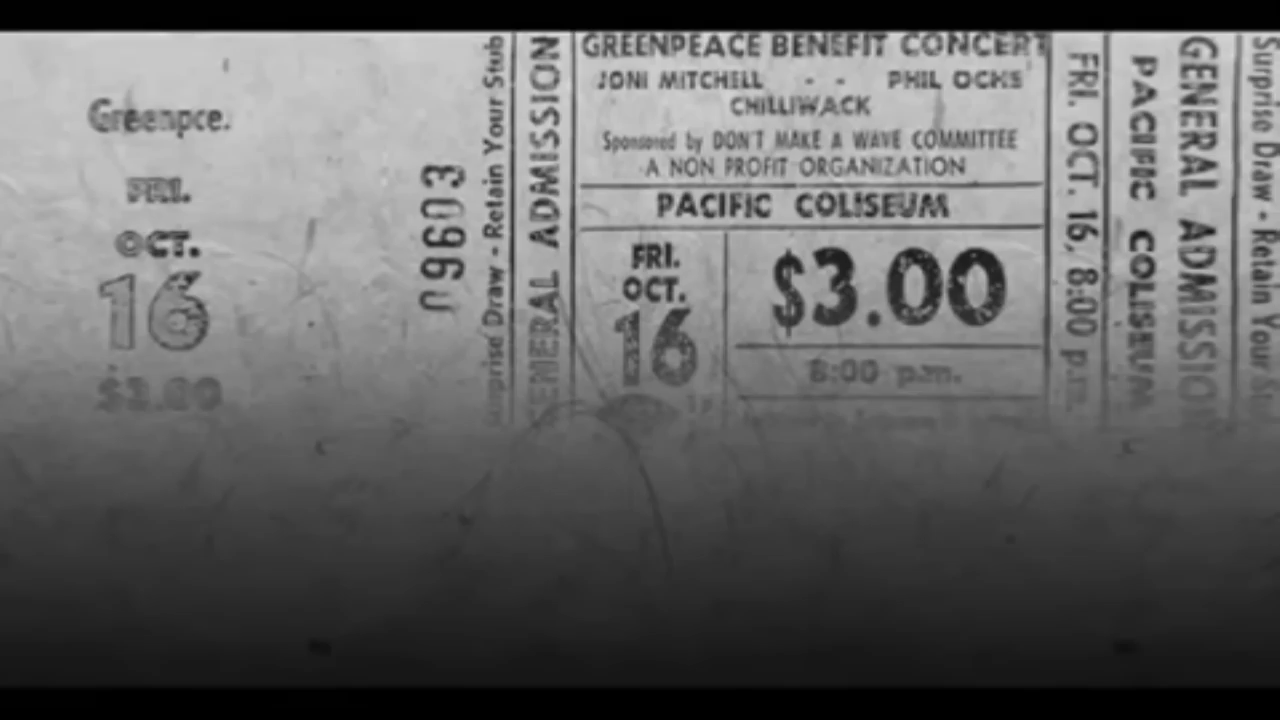 Greenpce.
FRI.
OCT.
16
$3.00
09603
Surprise Draw - Retain Your Stub
GENERAL ADMISSION
GREENPEACE BENEFIT CONCERT
JONI MITCHELL - - PHIL OCHS
CHILLIWACK
Sponsored by DON'T MAKE A WAVE COMMITTEE
A NON PROFIT ORGANIZATION
PACIFIC COLISEUM
FRI.
OCT.
16
$3.00
8:00 p.m.
FRI. OCT. 16, 8:00 p.m.
PACIFIC COLISEUM
GENERAL ADMISSION
Surprise Draw - Retain Your Stu